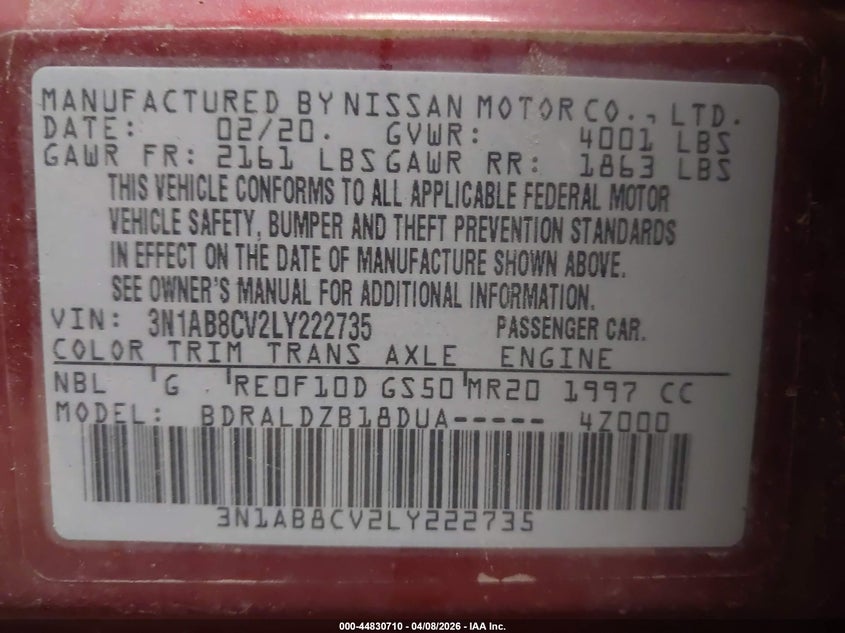 MANUFACTURED BY NISSAN MOTOR CO., LTD.
DATE: 02/20. GVWR: 4001 LBS
GAWR FR: 2161 LBS GAWR RR: 1863 LBS
THIS VEHICLE CONFORMS TO ALL APPLICABLE FEDERAL MOTOR
VEHICLE SAFETY, BUMPER AND THEFT PREVENTION STANDARDS
IN EFFECT ON THE DATE OF MANUFACTURE SHOWN ABOVE.
SEE OWNER'S MANUAL FOR ADDITIONAL INFORMATION.
VIN: 3N1AB8CV2LY222735 PASSENGER CAR.
COLOR TRIM TRANS AXLE ENGINE
NBL G RE0F10D GS50 MR20 1997 CC
MODEL: BDRALDZB18DUA----- 4Z000
3N1AB8CV2LY222735
000-44830710 - 04/08/2026 - IAA Inc.